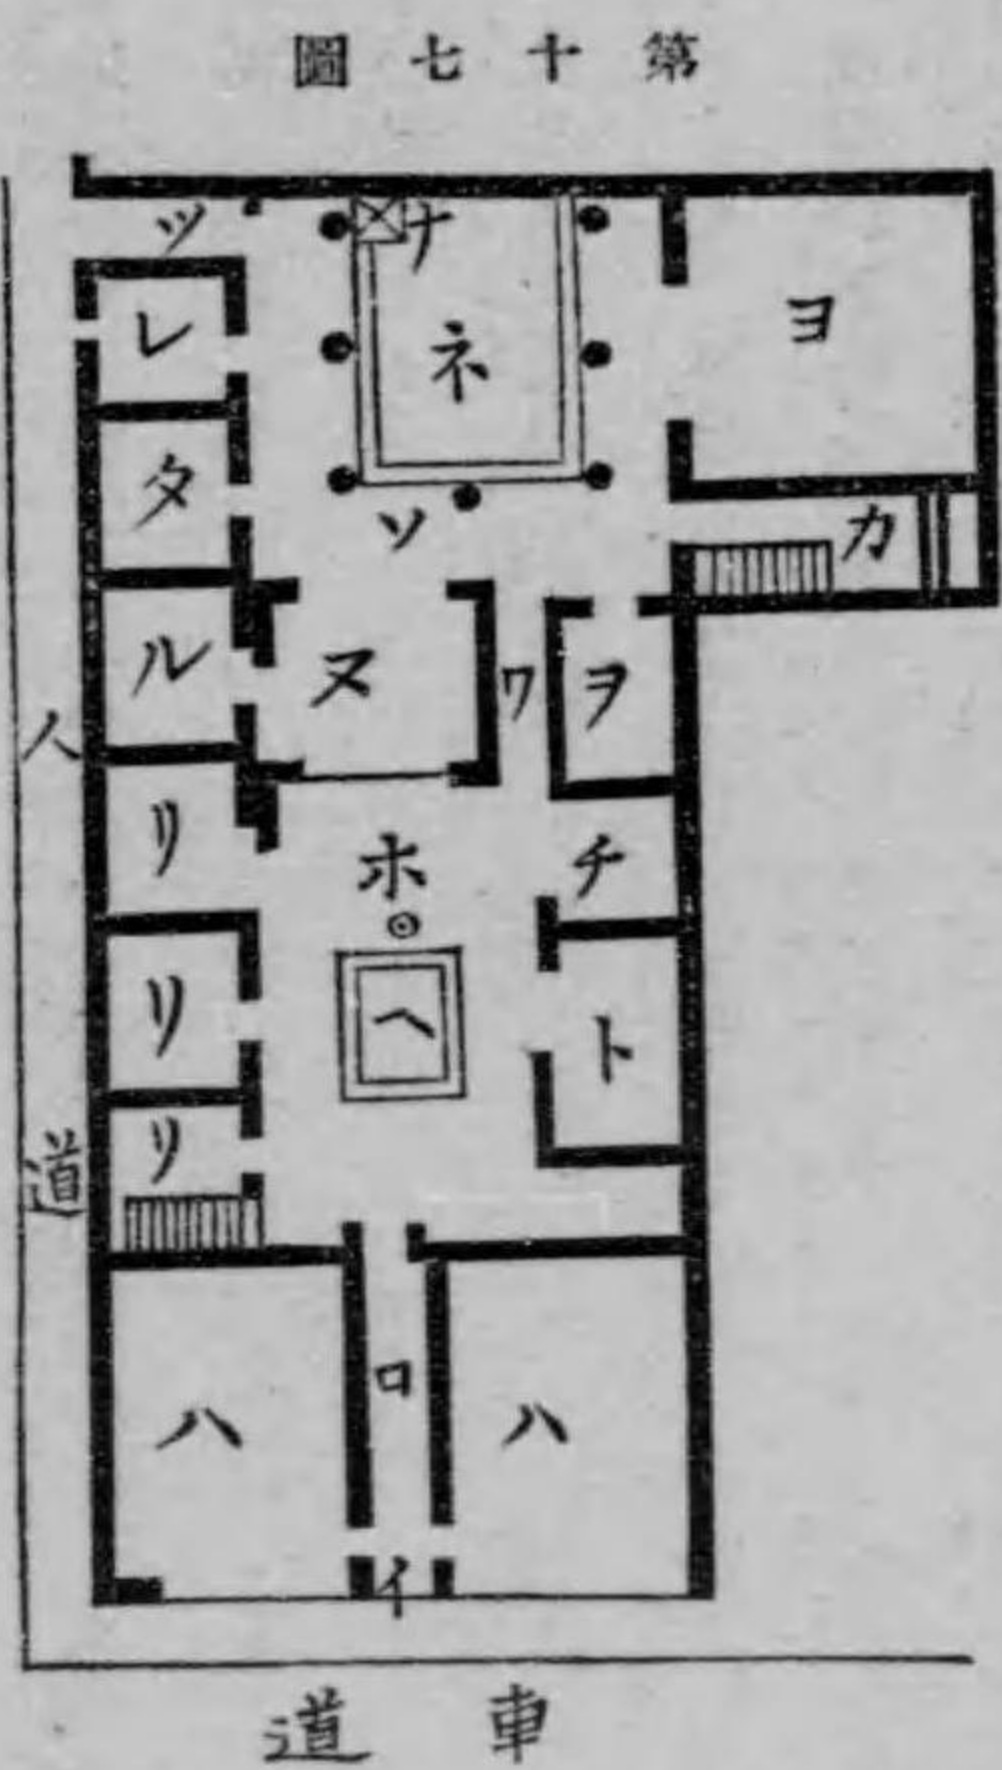 第十七圖
ツ
ナ
レ
ネ
ヨ
タ
ソ
カ
ル
ヌ
ワ
ヲ
人道
リ
ホ
チ
リ
ヘ
ト
リ
ロ
ハ
ハ
イ
車道